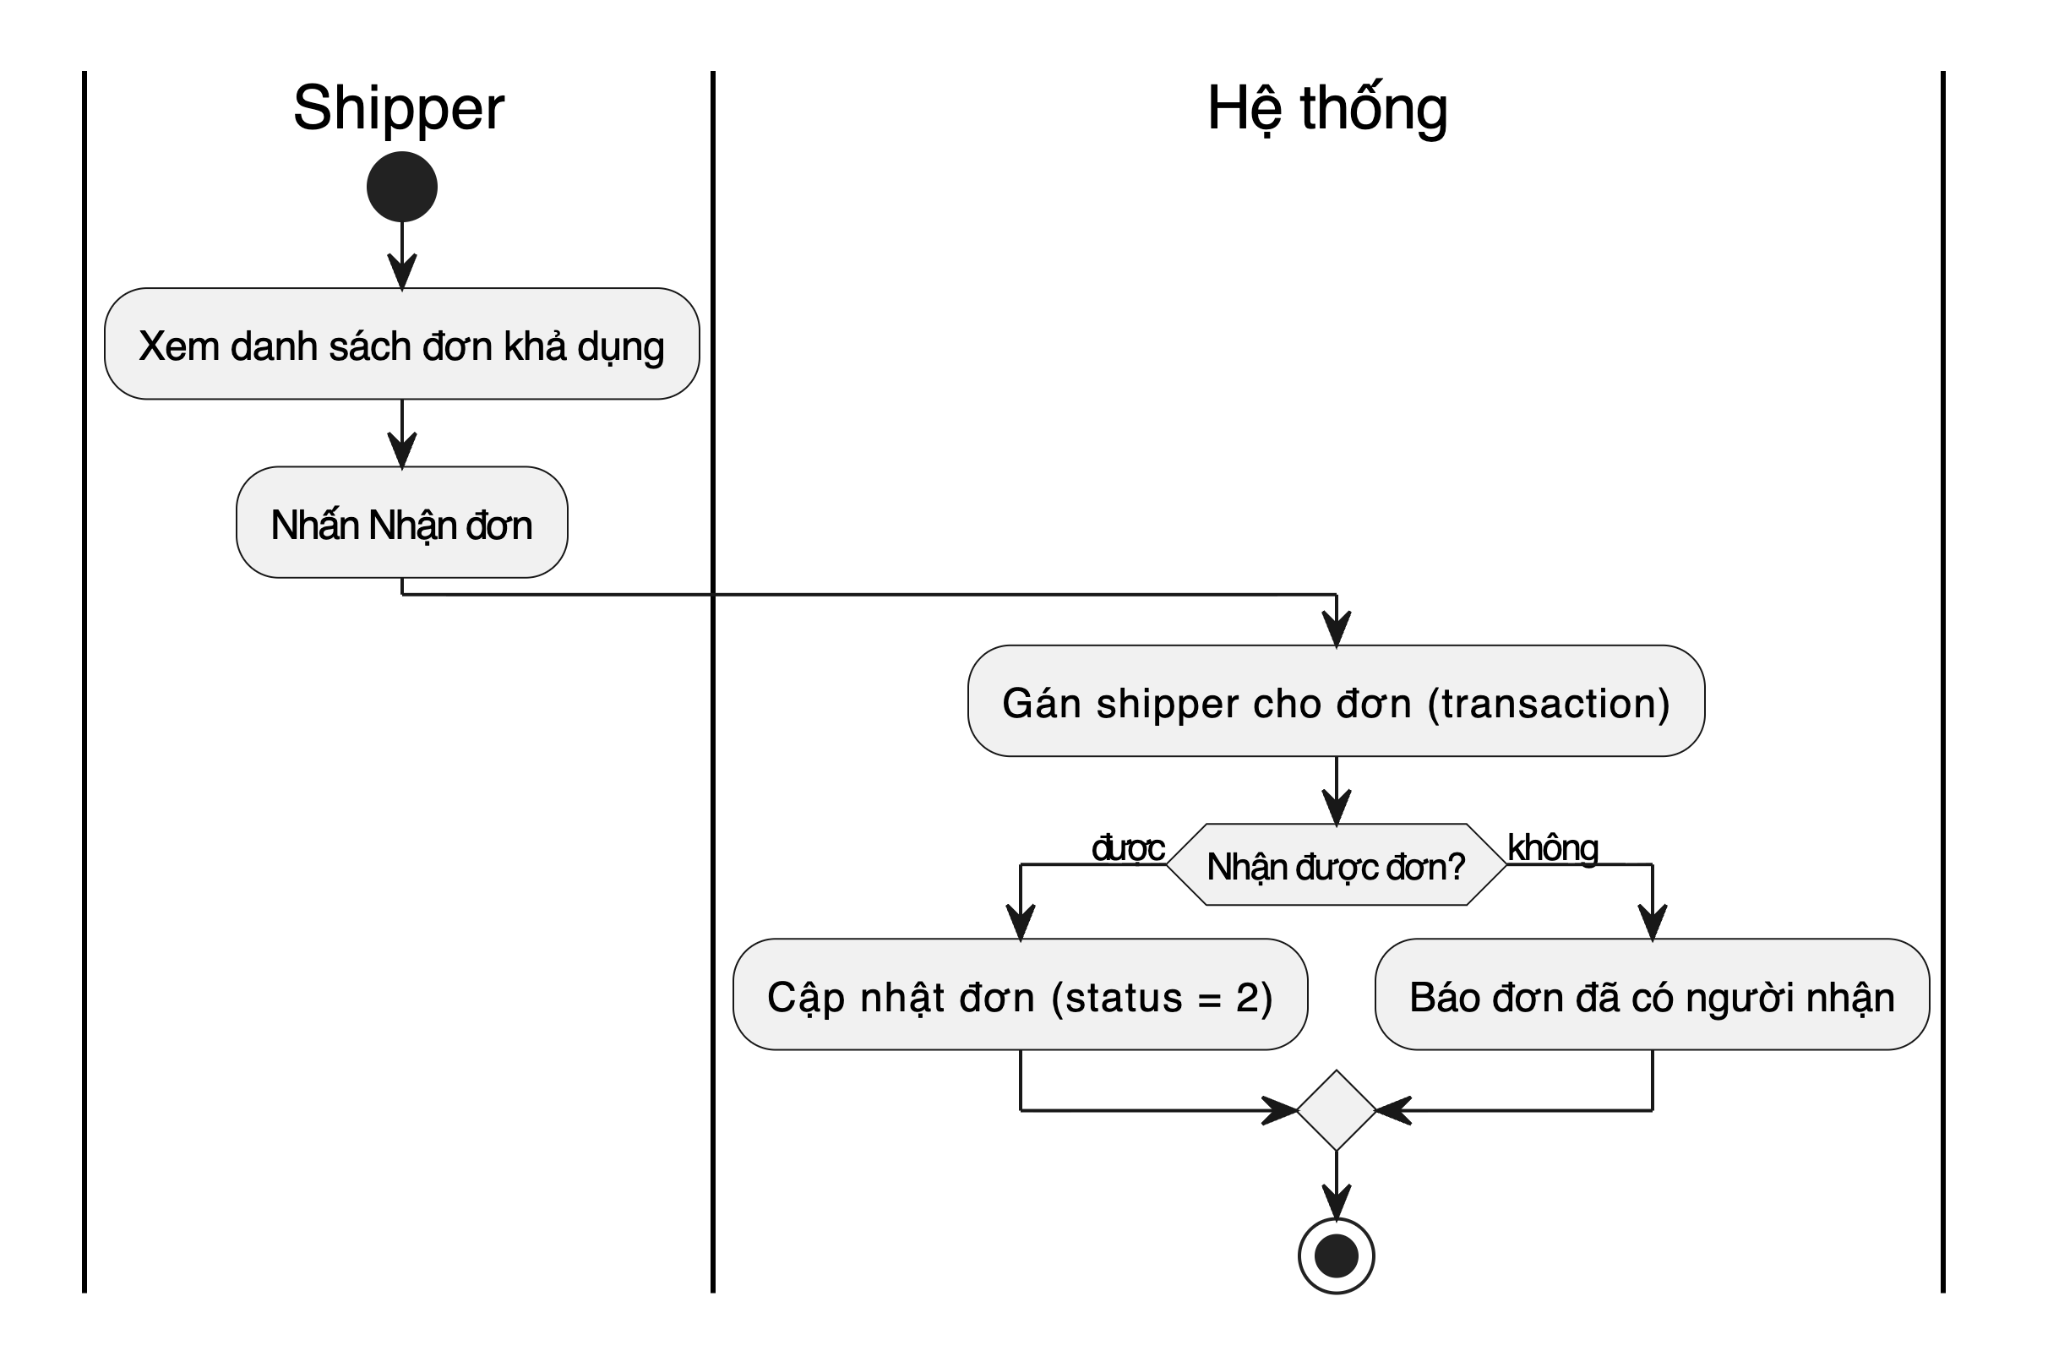 Shipper
Hệ thống
Xem danh sách đơn khả dụng
Nhấn Nhận đơn
Gán shipper cho đơn (transaction)
được
Nhận được đơn?
không
Cập nhật đơn (status = 2)
Báo đơn đã có người nhận